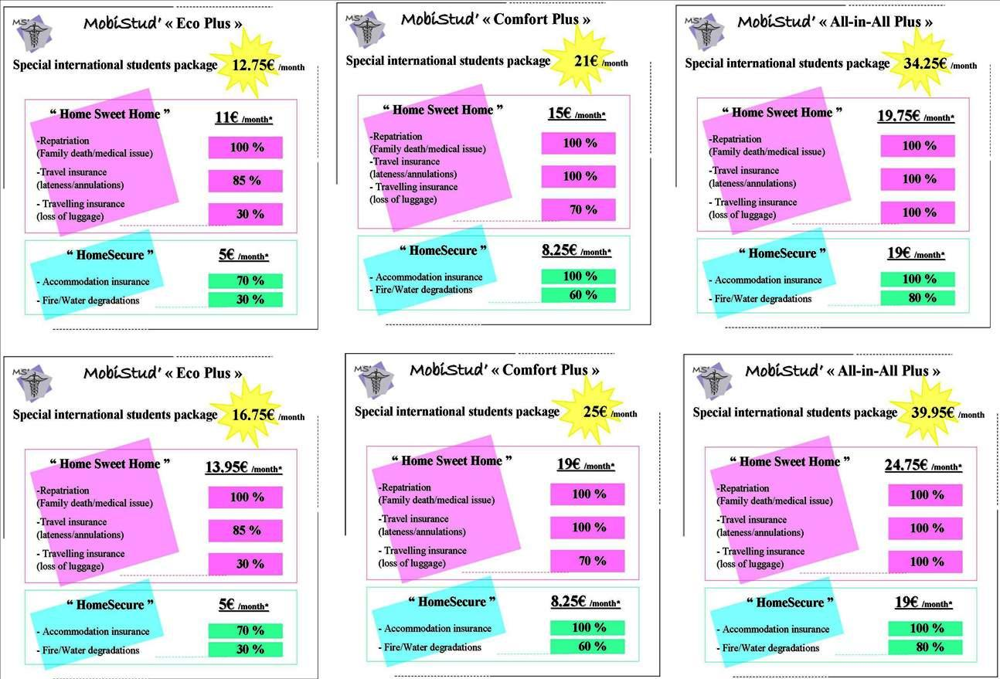 MS'
MobiStud' « Eco Plus »
Special international students package 12.75€ /month
“ Home Sweet Home ” 11€ /month*
-Repatriation
(Family death/medical issue) 100 %
-Travel insurance
(lateness/annulations) 85 %
- Travelling insurance
(loss of luggage) 30 %
“ HomeSecure ” 5€ /month*
- Accommodation insurance 70 %
- Fire/Water degradations 30 %
MS'
MobiStud' « Comfort Plus »
Special international students package 21€ /month
“ Home Sweet Home ” 15€ /month*
-Repatriation
(Family death/medical issue) 100 %
-Travel insurance
(lateness/annulations) 100 %
- Travelling insurance
(loss of luggage) 70 %
“ HomeSecure ” 8.25€ /month*
- Accommodation insurance 100 %
- Fire/Water degradations 60 %
MS'
MobiStud' « All-in-All Plus »
Special international students package 34.25€ /month
“ Home Sweet Home ” 19.75€ /month*
-Repatriation
(Family death/medical issue) 100 %
-Travel insurance
(lateness/annulations) 100 %
- Travelling insurance
(loss of luggage) 100 %
“ HomeSecure ” 19€ /month*
- Accommodation insurance 100 %
- Fire/Water degradations 80 %
MS'
MobiStud' « Eco Plus »
Special international students package 16.75€ /month
“ Home Sweet Home ” 13.95€ /month*
-Repatriation
(Family death/medical issue) 100 %
-Travel insurance
(lateness/annulations) 85 %
- Travelling insurance
(loss of luggage) 30 %
“ HomeSecure ” 5€ /month*
- Accommodation insurance 70 %
- Fire/Water degradations 30 %
MS'
MobiStud' « Comfort Plus »
Special international students package 25€ /month
“ Home Sweet Home ” 19€ /month*
-Repatriation
(Family death/medical issue) 100 %
-Travel insurance
(lateness/annulations) 100 %
- Travelling insurance
(loss of luggage) 70 %
“ HomeSecure ” 8.25€ /month*
- Accommodation insurance 100 %
- Fire/Water degradations 60 %
MS'
MobiStud' « All-in-All Plus »
Special international students package 39.95€ /month
“ Home Sweet Home ” 24.75€ /month*
-Repatriation
(Family death/medical issue) 100 %
-Travel insurance
(lateness/annulations) 100 %
- Travelling insurance
(loss of luggage) 100 %
“ HomeSecure ” 19€ /month*
- Accommodation insurance 100 %
- Fire/Water degradations 80 %